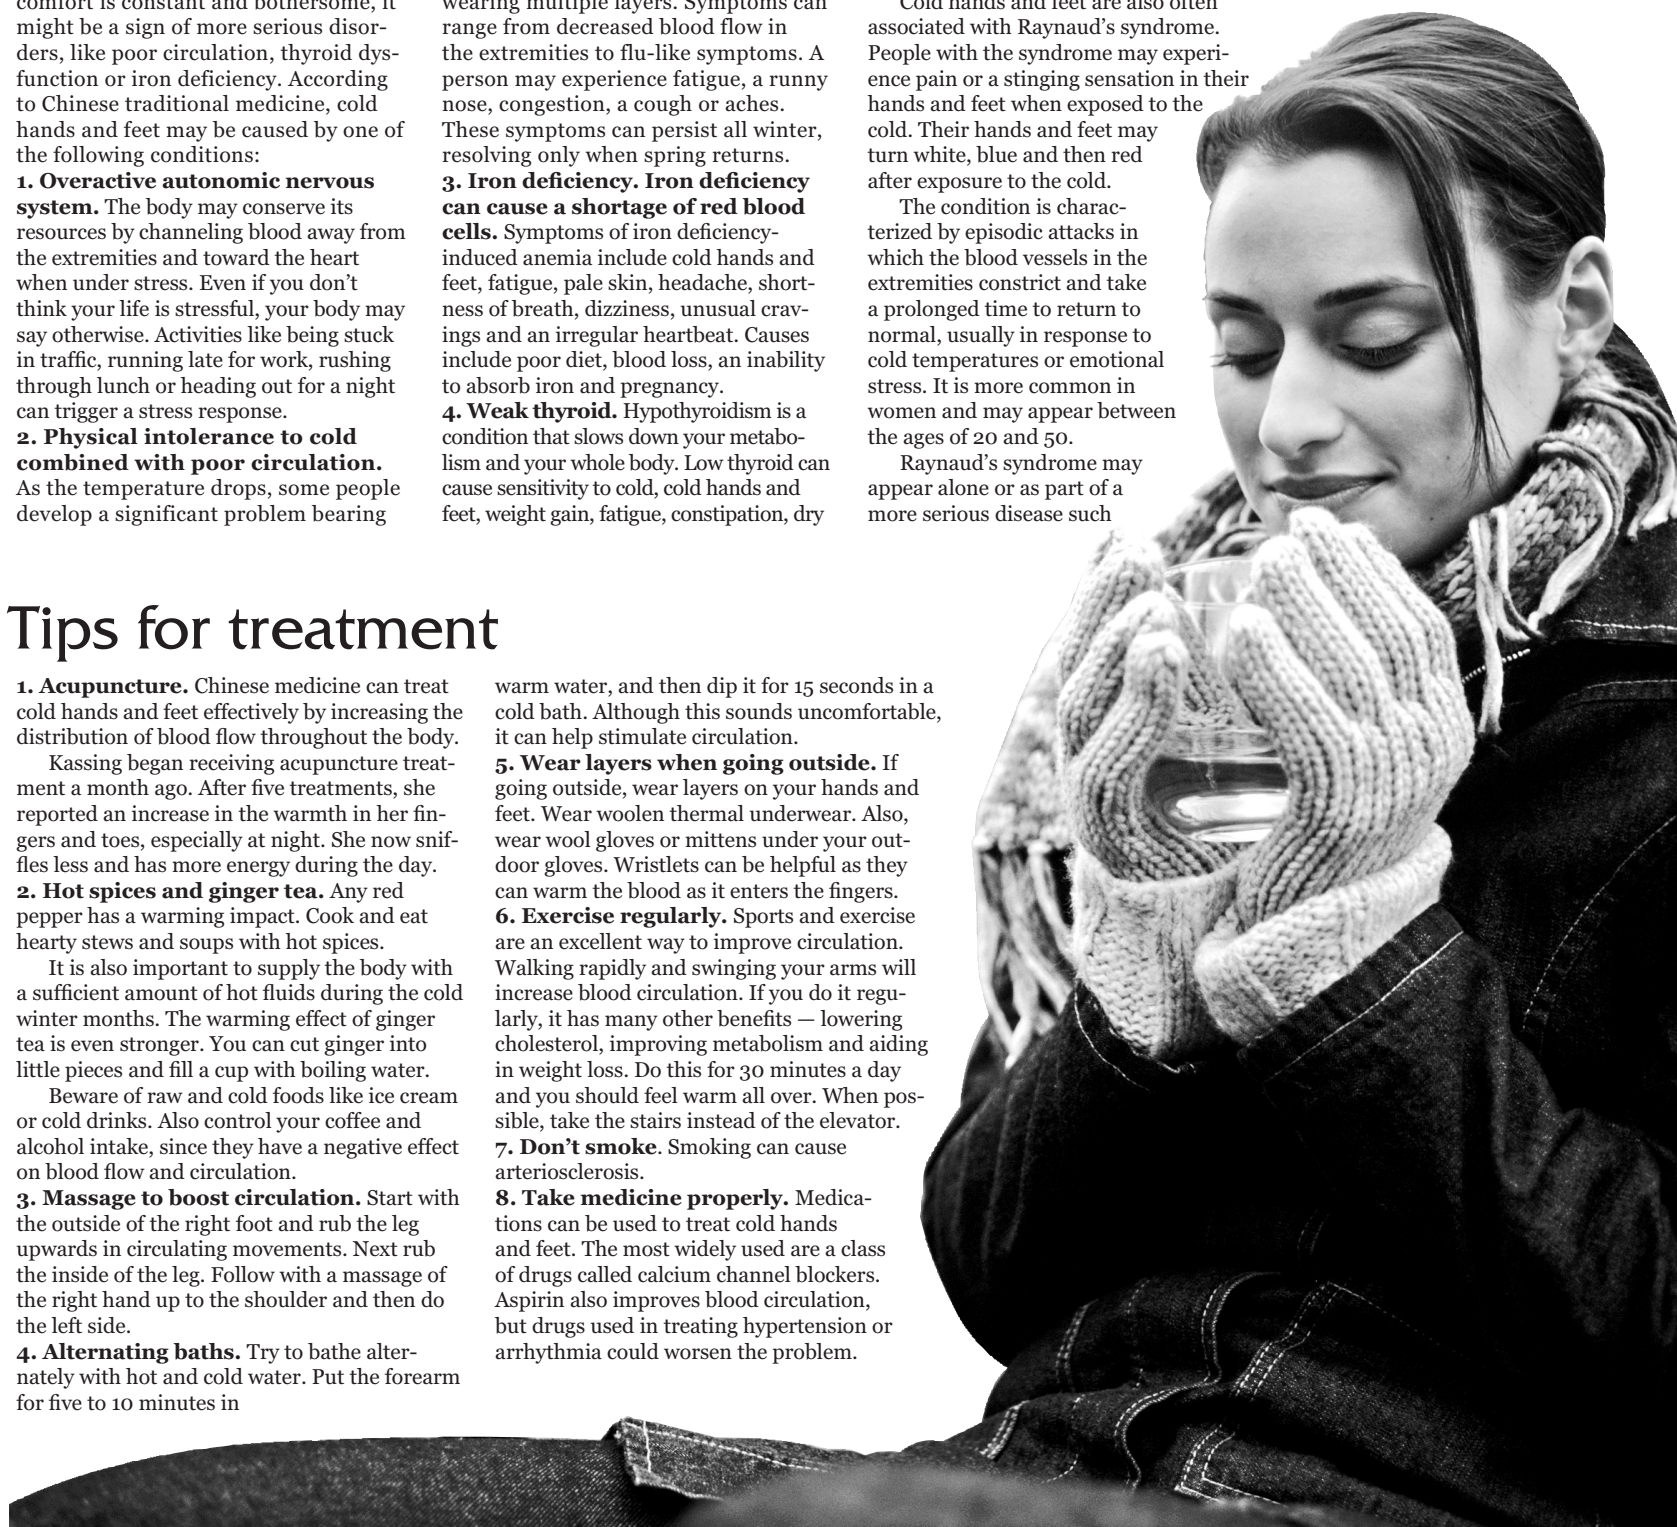 comfort is constant and bothersome, it
might be a sign of more serious disor-
ders, like poor circulation, thyroid dys-
function or iron deficiency. According
to Chinese traditional medicine, cold
hands and feet may be caused by one of
the following conditions:
1. Overactive autonomic nervous
system. The body may conserve its
resources by channeling blood away from
the extremities and toward the heart
when under stress. Even if you don’t
think your life is stressful, your body may
say otherwise. Activities like being stuck
in traffic, running late for work, rushing
through lunch or heading out for a night
can trigger a stress response.
2. Physical intolerance to cold
combined with poor circulation.
As the temperature drops, some people
develop a significant problem bearing
wearing multiple layers. Symptoms can
range from decreased blood flow in
the extremities to flu-like symptoms. A
person may experience fatigue, a runny
nose, congestion, a cough or aches.
These symptoms can persist all winter,
resolving only when spring returns.
3. Iron deficiency. Iron deficiency
can cause a shortage of red blood
cells. Symptoms of iron deficiency-
induced anemia include cold hands and
feet, fatigue, pale skin, headache, short-
ness of breath, dizziness, unusual crav-
ings and an irregular heartbeat. Causes
include poor diet, blood loss, an inability
to absorb iron and pregnancy.
4. Weak thyroid. Hypothyroidism is a
condition that slows down your metabo-
lism and your whole body. Low thyroid can
cause sensitivity to cold, cold hands and
feet, weight gain, fatigue, constipation, dry
Cold hands and feet are also often
associated with Raynaud’s syndrome.
People with the syndrome may experi-
ence pain or a stinging sensation in their
hands and feet when exposed to the
cold. Their hands and feet may
turn white, blue and then red
after exposure to the cold.
The condition is charac-
terized by episodic attacks in
which the blood vessels in the
extremities constrict and take
a prolonged time to return to
normal, usually in response to
cold temperatures or emotional
stress. It is more common in
women and may appear between
the ages of 20 and 50.
Raynaud’s syndrome may
appear alone or as part of a
more serious disease such
Tips for treatment
1. Acupuncture. Chinese medicine can treat
cold hands and feet effectively by increasing the
distribution of blood flow throughout the body.
Kassing began receiving acupuncture treat-
ment a month ago. After five treatments, she
reported an increase in the warmth in her fin-
gers and toes, especially at night. She now snif-
fles less and has more energy during the day.
2. Hot spices and ginger tea. Any red
pepper has a warming impact. Cook and eat
hearty stews and soups with hot spices.
It is also important to supply the body with
a sufficient amount of hot fluids during the cold
winter months. The warming effect of ginger
tea is even stronger. You can cut ginger into
little pieces and fill a cup with boiling water.
Beware of raw and cold foods like ice cream
or cold drinks. Also control your coffee and
alcohol intake, since they have a negative effect
on blood flow and circulation.
3. Massage to boost circulation. Start with
the outside of the right foot and rub the leg
upwards in circulating movements. Next rub
the inside of the leg. Follow with a massage of
the right hand up to the shoulder and then do
the left side.
4. Alternating baths. Try to bathe alter-
nately with hot and cold water. Put the forearm
for five to 10 minutes in
warm water, and then dip it for 15 seconds in a
cold bath. Although this sounds uncomfortable,
it can help stimulate circulation.
5. Wear layers when going outside. If
going outside, wear layers on your hands and
feet. Wear woolen thermal underwear. Also,
wear wool gloves or mittens under your out-
door gloves. Wristlets can be helpful as they
can warm the blood as it enters the fingers.
6. Exercise regularly. Sports and exercise
are an excellent way to improve circulation.
Walking rapidly and swinging your arms will
increase blood circulation. If you do it regu-
larly, it has many other benefits — lowering
cholesterol, improving metabolism and aiding
in weight loss. Do this for 30 minutes a day
and you should feel warm all over. When pos-
sible, take the stairs instead of the elevator.
7. Don’t smoke. Smoking can cause
arteriosclerosis.
8. Take medicine properly. Medica-
tions can be used to treat cold hands
and feet. The most widely used are a class
of drugs called calcium channel blockers.
Aspirin also improves blood circulation,
but drugs used in treating hypertension or
arrhythmia could worsen the problem.